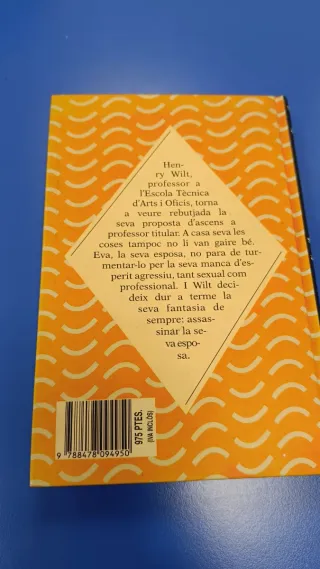 Hen-
ry Wilt,
professor a
l'Escola Tècnica
d'Arts i Oficis, torna
a veure rebutjada la
seva proposta d'ascens a
professor titular. A casa seva les
coses tampoc no li van gaire bé.
Eva, la seva esposa, no para de tur-
mentar-lo per la seva manca d'es-
perit agressiu, tant sexual com
professional. I Wilt deci-
deix dur a terme la
seva fantasia de
sempre: assas-
sinar la se-
va espo-
sa.
975 PTES.
(IVA INCLÒS)
9 788478 094950